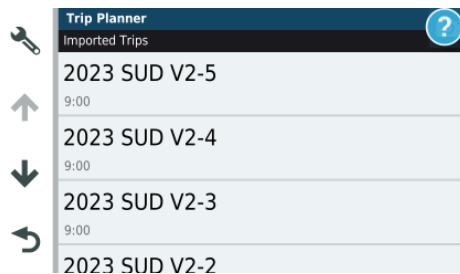 Trip Planner
?
Imported Trips
2023 SUD V2-5
9:00
2023 SUD V2-4
9:00
2023 SUD V2-3
9:00
2023 SUD V2-2